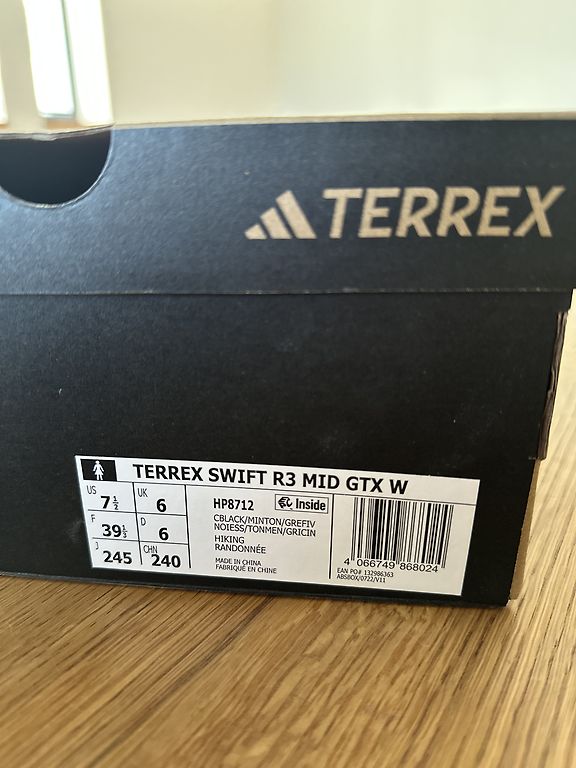 TERREX
TERREX SWIFT R3 MID GTX W
US 7½ UK 6
F 39⅓ D 6
J 245 CHN 240
HP8712 Inside
CBLACK/MINTON/GREFIV
NOIESS/TONMEN/GRICIN
HIKING
RANDONNÉE
MADE IN CHINA
FABRIQUÉ EN CHINE
4 066749 868024
EAN PO# 132986363
ABSBOX/0722/V11